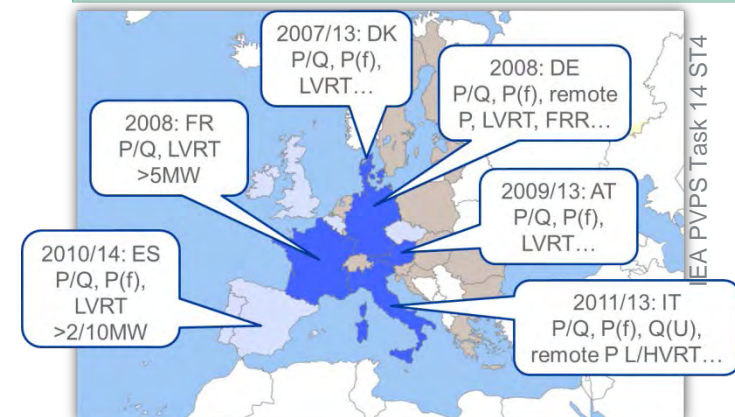 2007/13: DK
P/Q, P(f),
LVRT…
2008: DE
P/Q, P(f), remote
P, LVRT, FRR…
2008: FR
P/Q, LVRT
>5MW
2009/13: AT
P/Q, P(f),
LVRT…
2010/14: ES
P/Q, P(f),
LVRT
>2/10MW
2011/13: IT
P/Q, P(f), Q(U),
remote P L/HVRT…
IEA PVPS Task 14 ST4